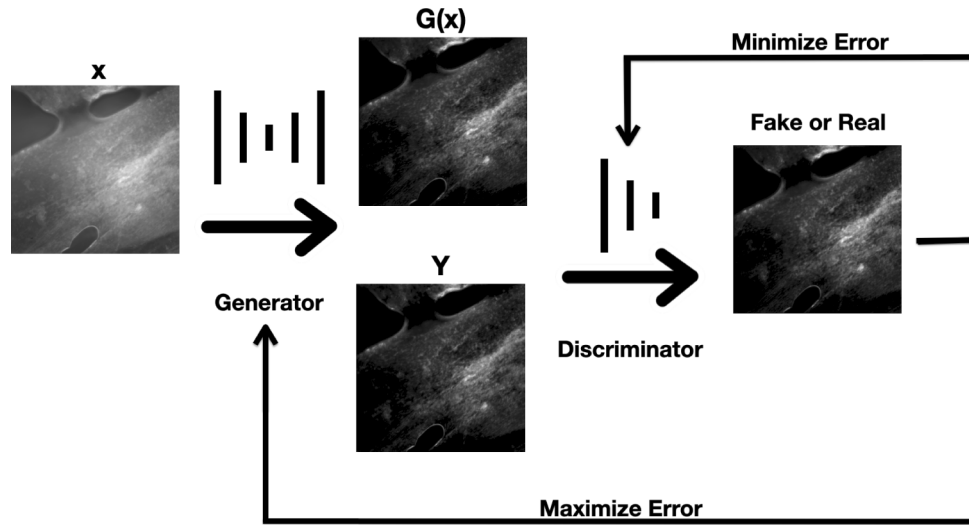 G(x)
Minimize Error
x
Fake or Real
Y
Generator
Discriminator
Maximize Error